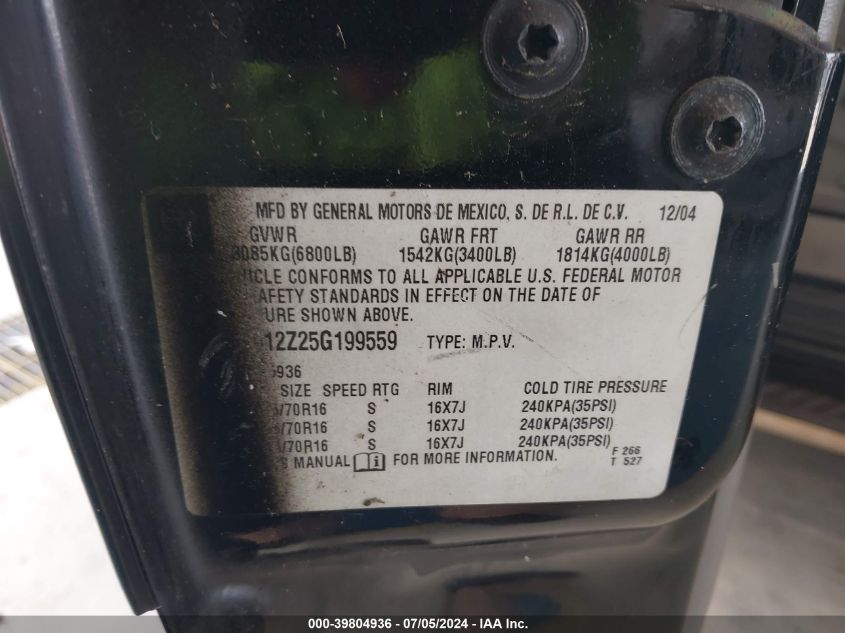 MFD BY GENERAL MOTORS DE MEXICO, S. DE R.L. DE C.V. 12/04
GVWR GAWR FRT GAWR RR
3085KG(6800LB) 1542KG(3400LB) 1814KG(4000LB)
ICLE CONFORMS TO ALL APPLICABLE U.S. FEDERAL MOTOR
AFETY STANDARDS IN EFFECT ON THE DATE OF
URE SHOWN ABOVE.
12Z25G199559 TYPE: M.P.V.
5936
SIZE SPEED RTG RIM COLD TIRE PRESSURE
/70R16 S 16X7J 240KPA(35PSI)
/70R16 S 16X7J 240KPA(35PSI)
/70R16 S 16X7J 240KPA(35PSI)
S MANUAL i FOR MORE INFORMATION. F 266
T 527
000-39804936 | 07/05/2024 - IAA Inc.